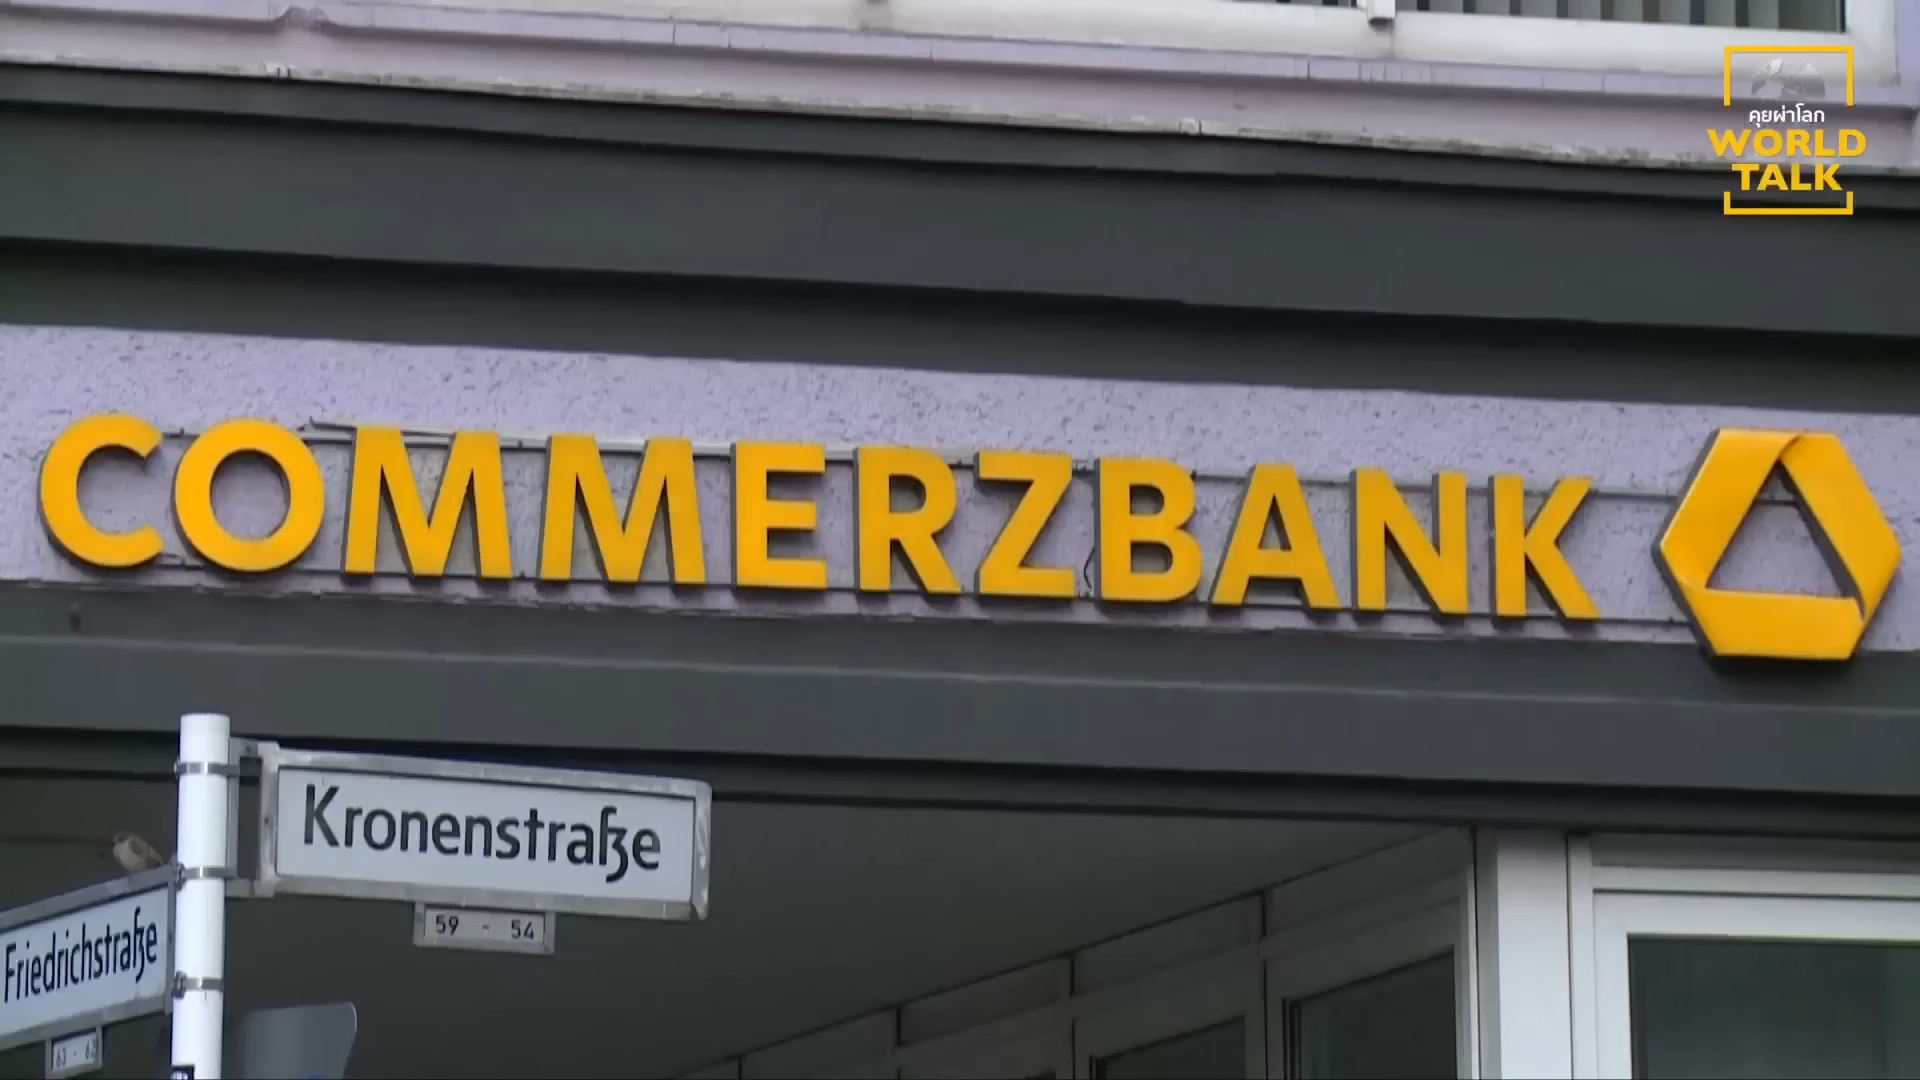 คุยผ่าโลก
WORLD
TALK
COMMERZBANK
Kronenstraße
59 - 54
Friedrichstraße